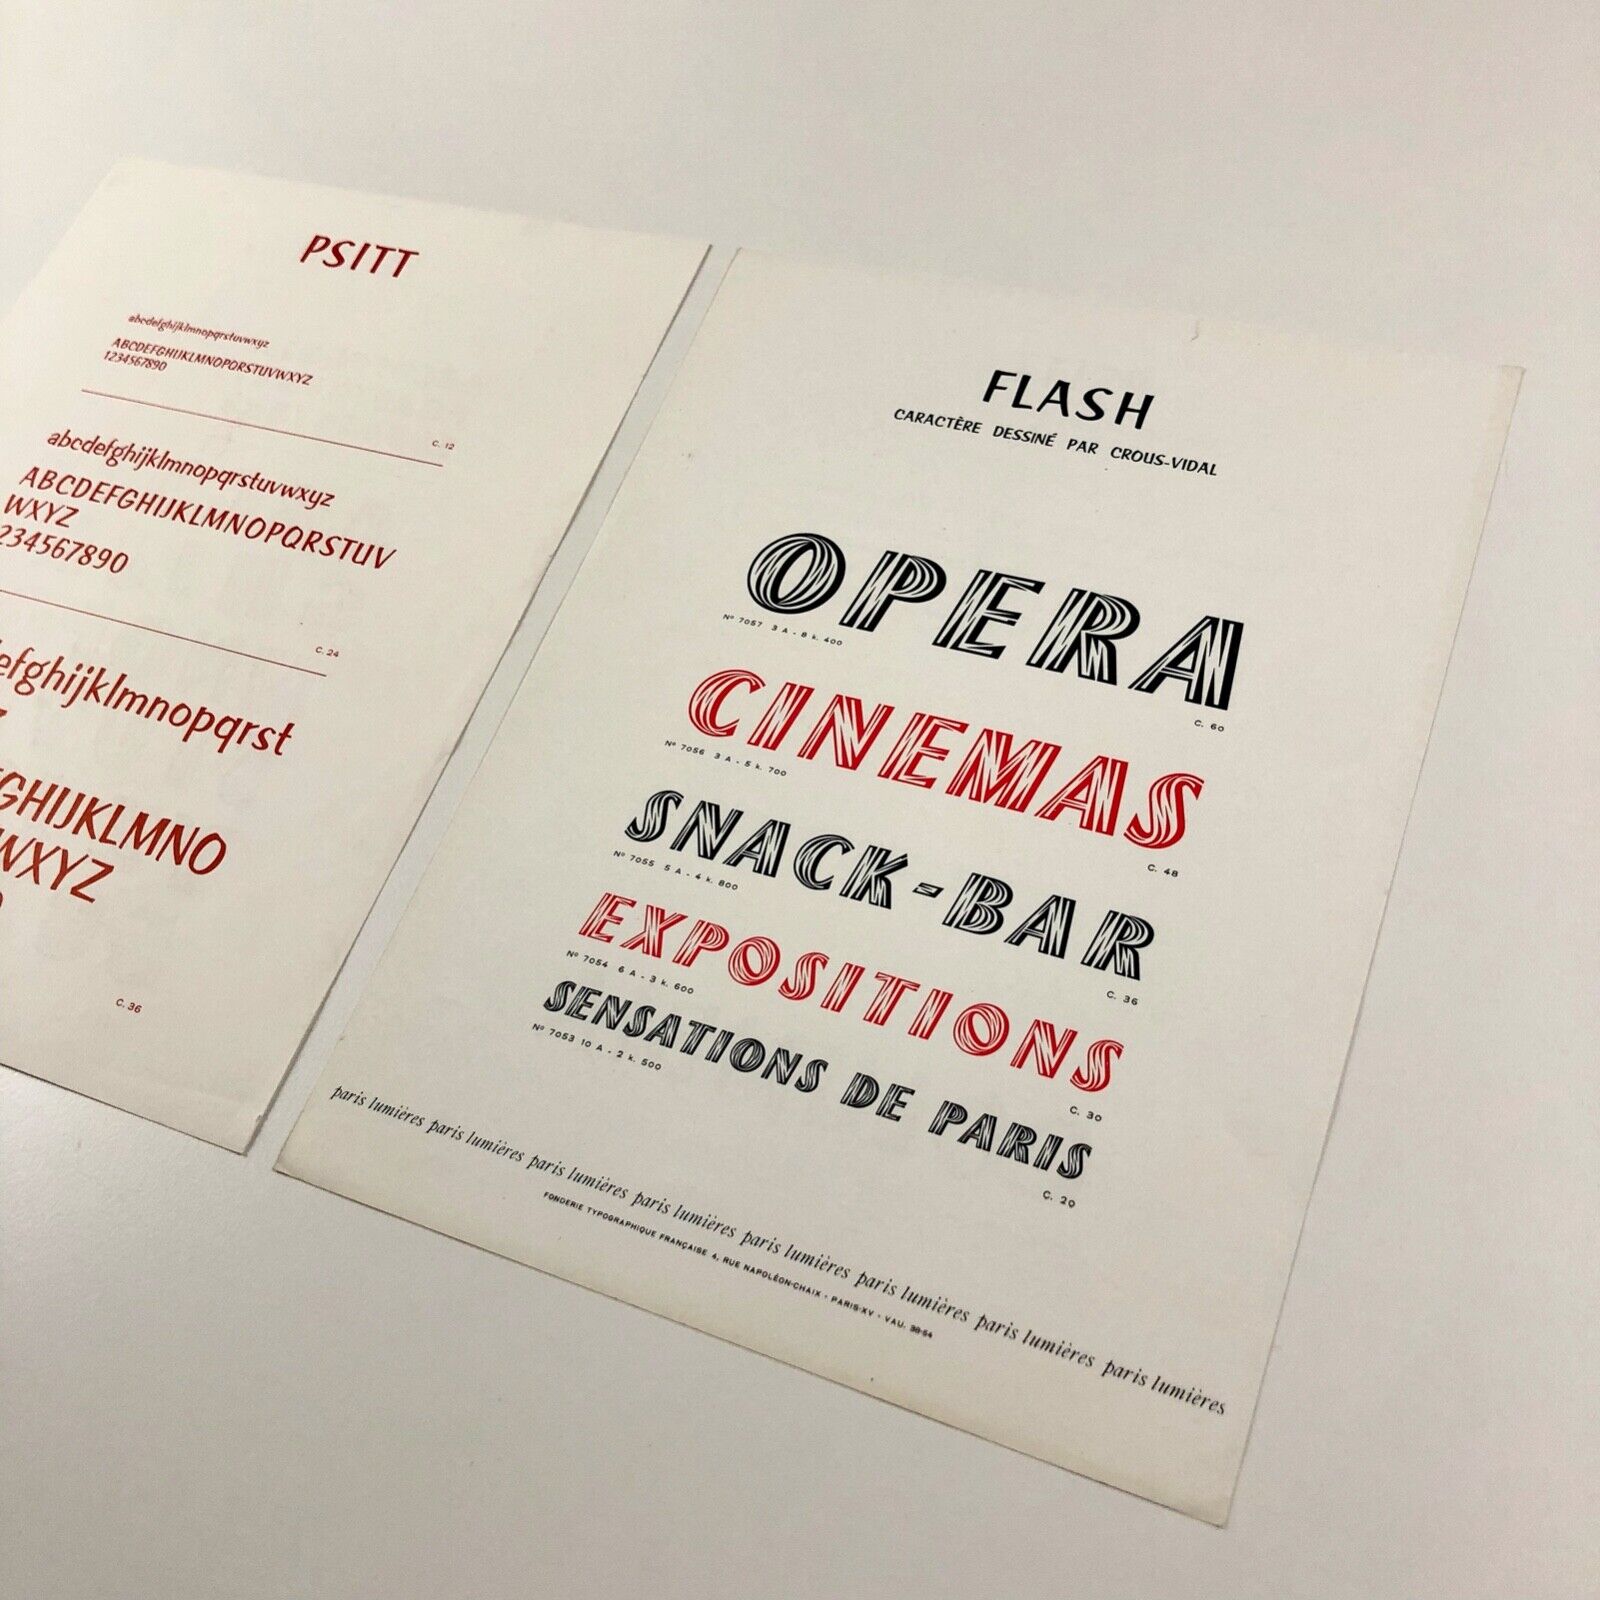 PSITT
abcdefghijklmnopqrstuvwxyz
ABCDEFGHIJKLMNOPQRSTUVWXYZ
1234567890
C. 12
abcdefghijklmnopqrstuvwxyz
ABCDEFGHIJKLMNOPQRSTUV
WXYZ
234567890
C. 24
efghijklmnopqrst
GHIJKLMNO
WXYZ
C. 36
FLASH
CARACTÈRE DESSINÉ PAR CROUS-VIDAL
OPERA
Nº 7057 3 A - 8 k. 400
C. 60
CINEMAS
Nº 7056 3 A - 5 k. 700
C. 48
SNACK-BAR
Nº 7055 5 A - 4 k. 800
C. 36
EXPOSITIONS
Nº 7054 6 A - 3 k. 600
C. 30
SENSATIONS DE PARIS
Nº 7053 10 A - 2 k. 500
C. 20
paris lumières paris lumières paris lumières paris lumières paris lumières paris lumières paris lumières paris lumières
FONDERIE TYPOGRAPHIQUE FRANÇAISE 4, RUE NAPOLÉON-CHAIX - PARIS-XV - VAU. 38-54